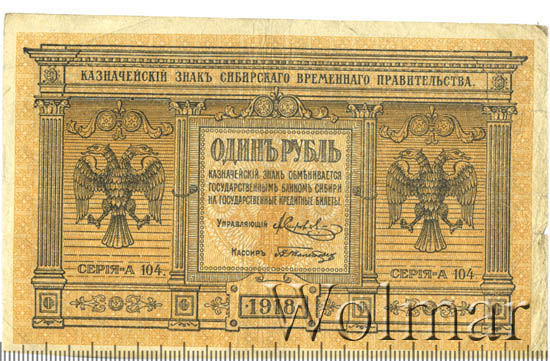 КАЗНАЧЕЙСКІЙ ЗНАКЪ СИБИРСКАГО ВРЕМЕННАГО ПРАВИТЕЛЬСТВА.
ОДИНЪ РУБЛЬ
КАЗНАЧЕЙСКІЙ ЗНАКЪ ОБМѢНИВАЕТСЯ
ГОСУДАРСТВЕННЫМЪ БАНКОМЪ СИБИРИ
НА ГОСУДАРСТВЕННЫЕ КРЕДИТНЫЕ БИЛЕТЫ.
УПРАВЛЯЮЩІЙ
КАССИРЪ
СЕРІЯ-А 104.
СЕРІЯ-А 104
1918
Wolmar